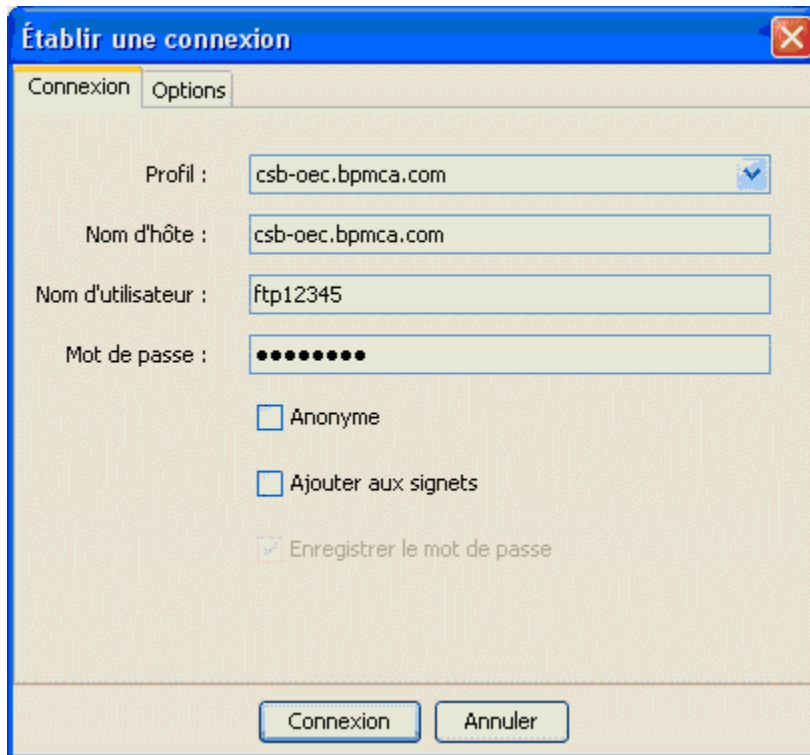 Établir une connexion
Connexion Options
Profil : csb-oec.bpmca.com
Nom d'hôte : csb-oec.bpmca.com
Nom d'utilisateur : ftp12345
Mot de passe : ●●●●●●●●
Anonyme
Ajouter aux signets
Enregistrer le mot de passe
Connexion Annuler